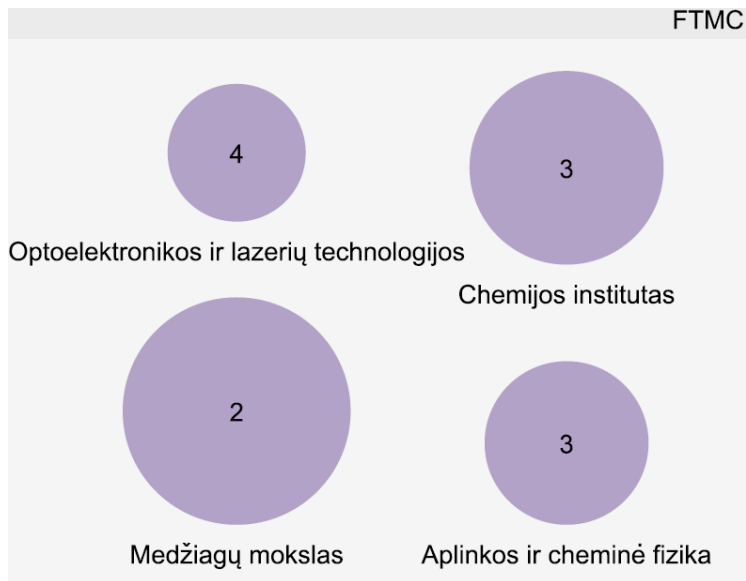 FTMC
4
3
Optoelektronikos ir lazerių technologijos
Chemijos institutas
2
3
Medžiagų mokslas
Aplinkos ir cheminė fizika